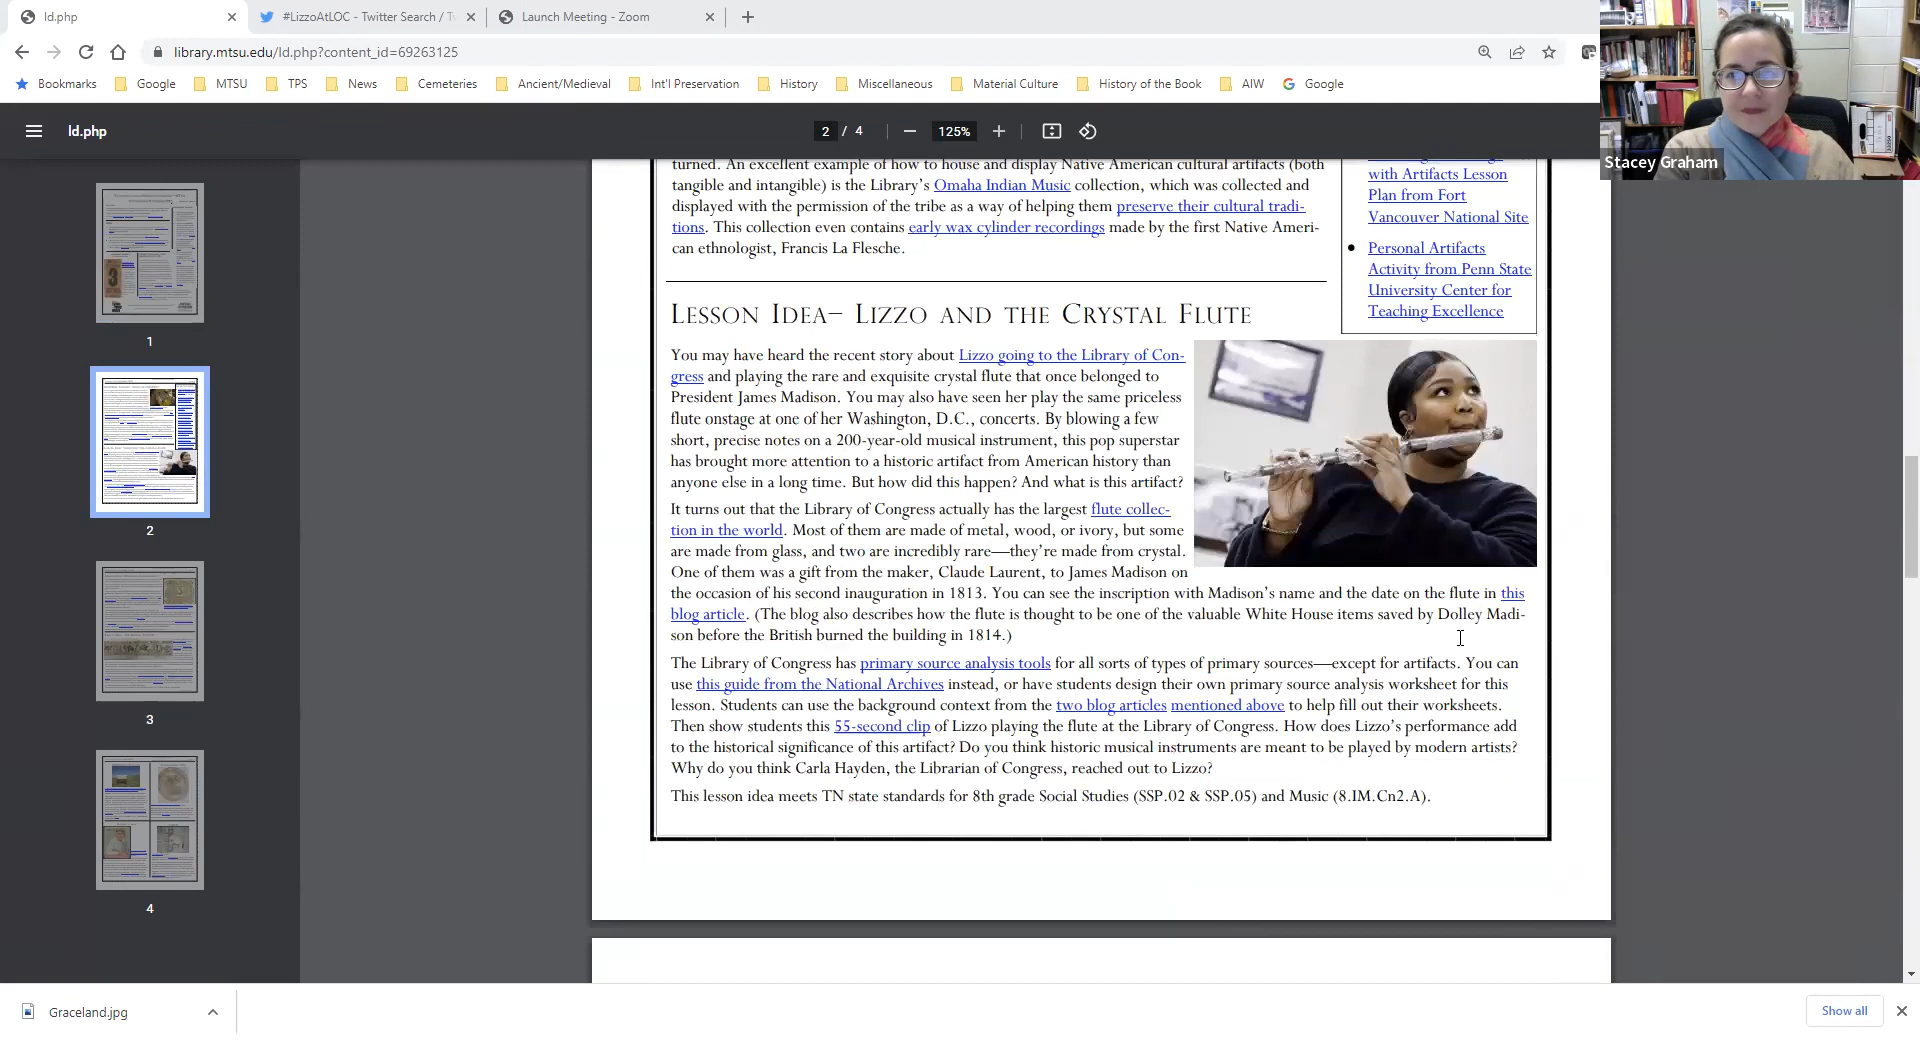 ld.php
#LizzoAtLOC - Twitter Search / Tw
Launch Meeting - Zoom
library.mtsu.edu/ld.php?content_id=69263125
Bookmarks
Google
MTSU
TPS
News
Cemeteries
Ancient/Medieval
Int'l Preservation
History
Miscellaneous
Material Culture
History of the Book
AIW
Google
ld.php
2 / 4
125%
Stacey Graham
1
2
3
4
turned. An excellent example of how to house and display Native American cultural artifacts (both
tangible and intangible) is the Library's Omaha Indian Music collection, which was collected and
displayed with the permission of the tribe as a way of helping them preserve their cultural tradi-
tions. This collection even contains early wax cylinder recordings made by the first Native Ameri-
can ethnologist, Francis La Flesche.
with Artifacts Lesson
Plan from Fort
Vancouver National Site
• Personal Artifacts
Activity from Penn State
University Center for
Teaching Excellence
Lesson Idea– Lizzo and the Crystal Flute
You may have heard the recent story about Lizzo going to the Library of Con-
gress and playing the rare and exquisite crystal flute that once belonged to
President James Madison. You may also have seen her play the same priceless
flute onstage at one of her Washington, D.C., concerts. By blowing a few
short, precise notes on a 200-year-old musical instrument, this pop superstar
has brought more attention to a historic artifact from American history than
anyone else in a long time. But how did this happen? And what is this artifact?
It turns out that the Library of Congress actually has the largest flute collec-
tion in the world. Most of them are made of metal, wood, or ivory, but some
are made from glass, and two are incredibly rare—they're made from crystal.
One of them was a gift from the maker, Claude Laurent, to James Madison on
the occasion of his second inauguration in 1813. You can see the inscription with Madison's name and the date on the flute in this
blog article. (The blog also describes how the flute is thought to be one of the valuable White House items saved by Dolley Madi-
son before the British burned the building in 1814.)
The Library of Congress has primary source analysis tools for all sorts of types of primary sources—except for artifacts. You can
use this guide from the National Archives instead, or have students design their own primary source analysis worksheet for this
lesson. Students can use the background context from the two blog articles mentioned above to help fill out their worksheets.
Then show students this 55-second clip of Lizzo playing the flute at the Library of Congress. How does Lizzo's performance add
to the historical significance of this artifact? Do you think historic musical instruments are meant to be played by modern artists?
Why do you think Carla Hayden, the Librarian of Congress, reached out to Lizzo?
This lesson idea meets TN state standards for 8th grade Social Studies (SSP.02 & SSP.05) and Music (8.IM.Cn2.A).
Graceland.jpg
Show all